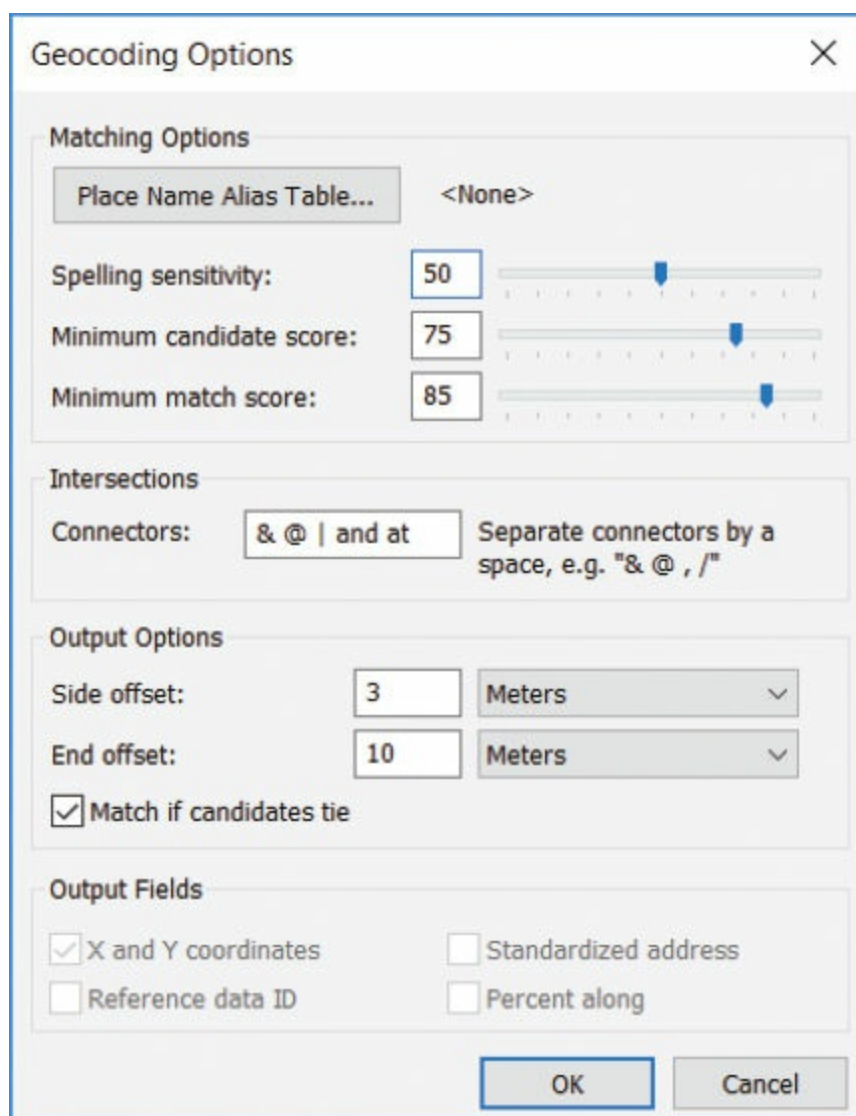 Geocoding Options
Matching Options
Place Name Alias Table... <None>
Spelling sensitivity: 50
Minimum candidate score: 75
Minimum match score: 85
Intersections
Connectors: & @ | and at Separate connectors by a
space, e.g. "& @ , /"
Output Options
Side offset: 3 Meters
End offset: 10 Meters
Match if candidates tie
Output Fields
X and Y coordinates Standardized address
Reference data ID Percent along
OK Cancel